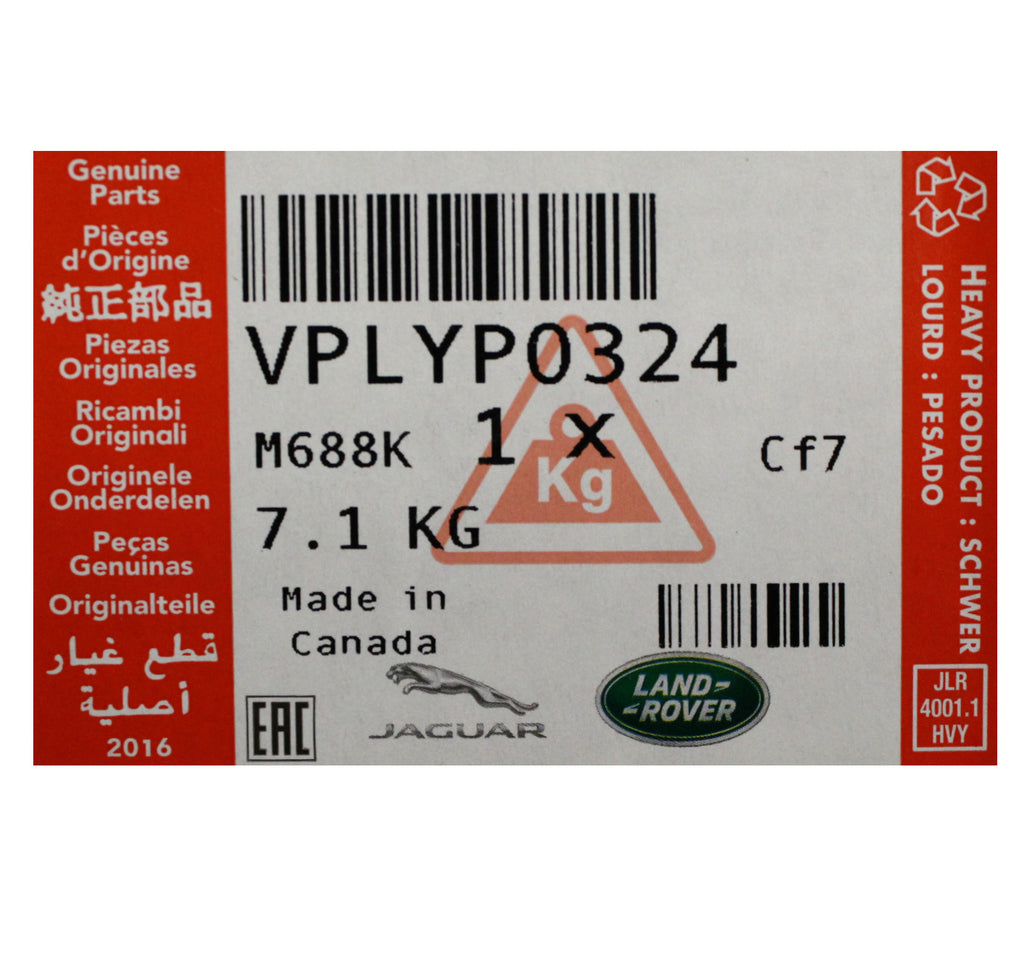 Genuine
Parts
Pièces
d'Origine
純正部品
Piezas
Originales
Ricambi
Originali
Originele
Onderdelen
Peças
Genuinas
Originalteile
قطع غيار
أصلية
2016
VPLYP0324
M688K 1 x Cf7
Kg
7.1 KG
Made in
Canada
EAC
JAGUAR
LAND-
-ROVER
HEAVY PRODUCT : SCHWER
LOURD : PESADO
JLR
4001.1
HVY